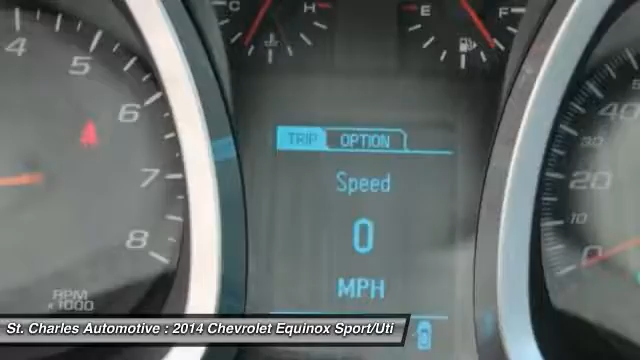 C H E F
4
5
6
7
8
RPM
x1000
TRIP OPTION
Speed
0
MPH
40
30
20
10
0
St. Charles Automotive : 2014 Chevrolet Equinox Sport/Uti